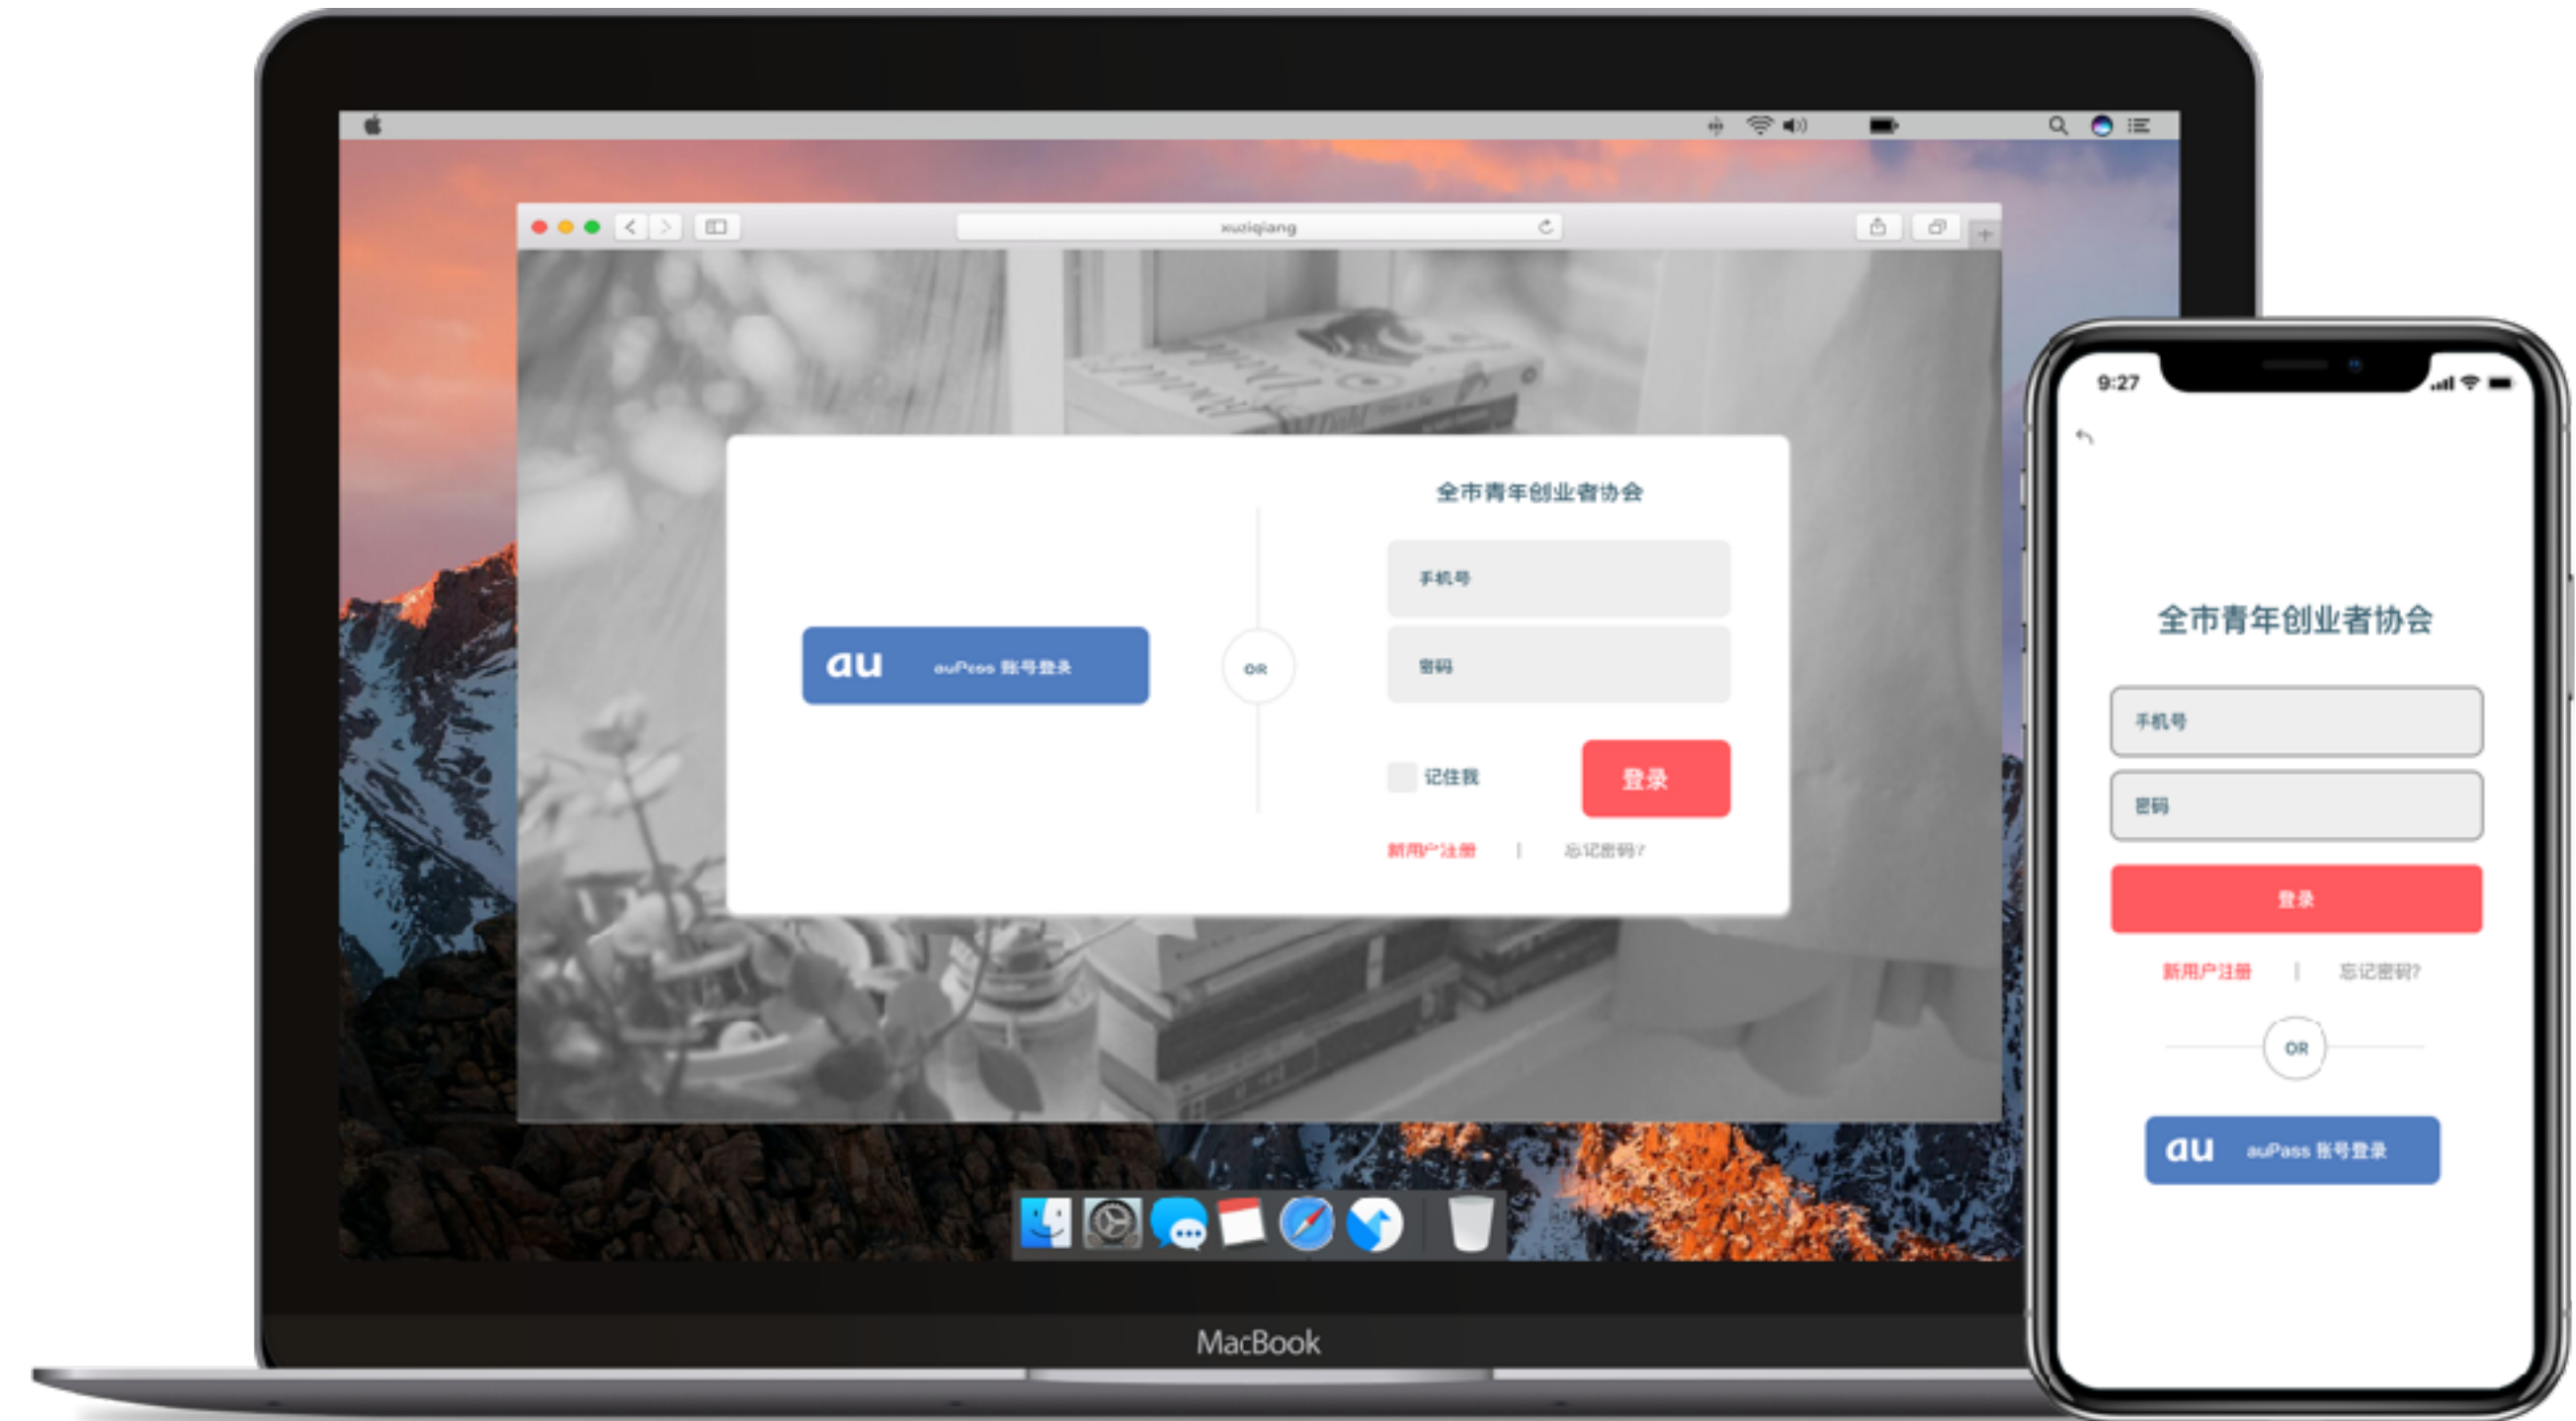 xuziqiang
全市青年创业者协会
手机号
密码
au auPass 账号登录
OR
记住我
登录
新用户注册 | 忘记密码?
MacBook
9:27
全市青年创业者协会
手机号
密码
登录
新用户注册 | 忘记密码?
OR
au auPass 账号登录